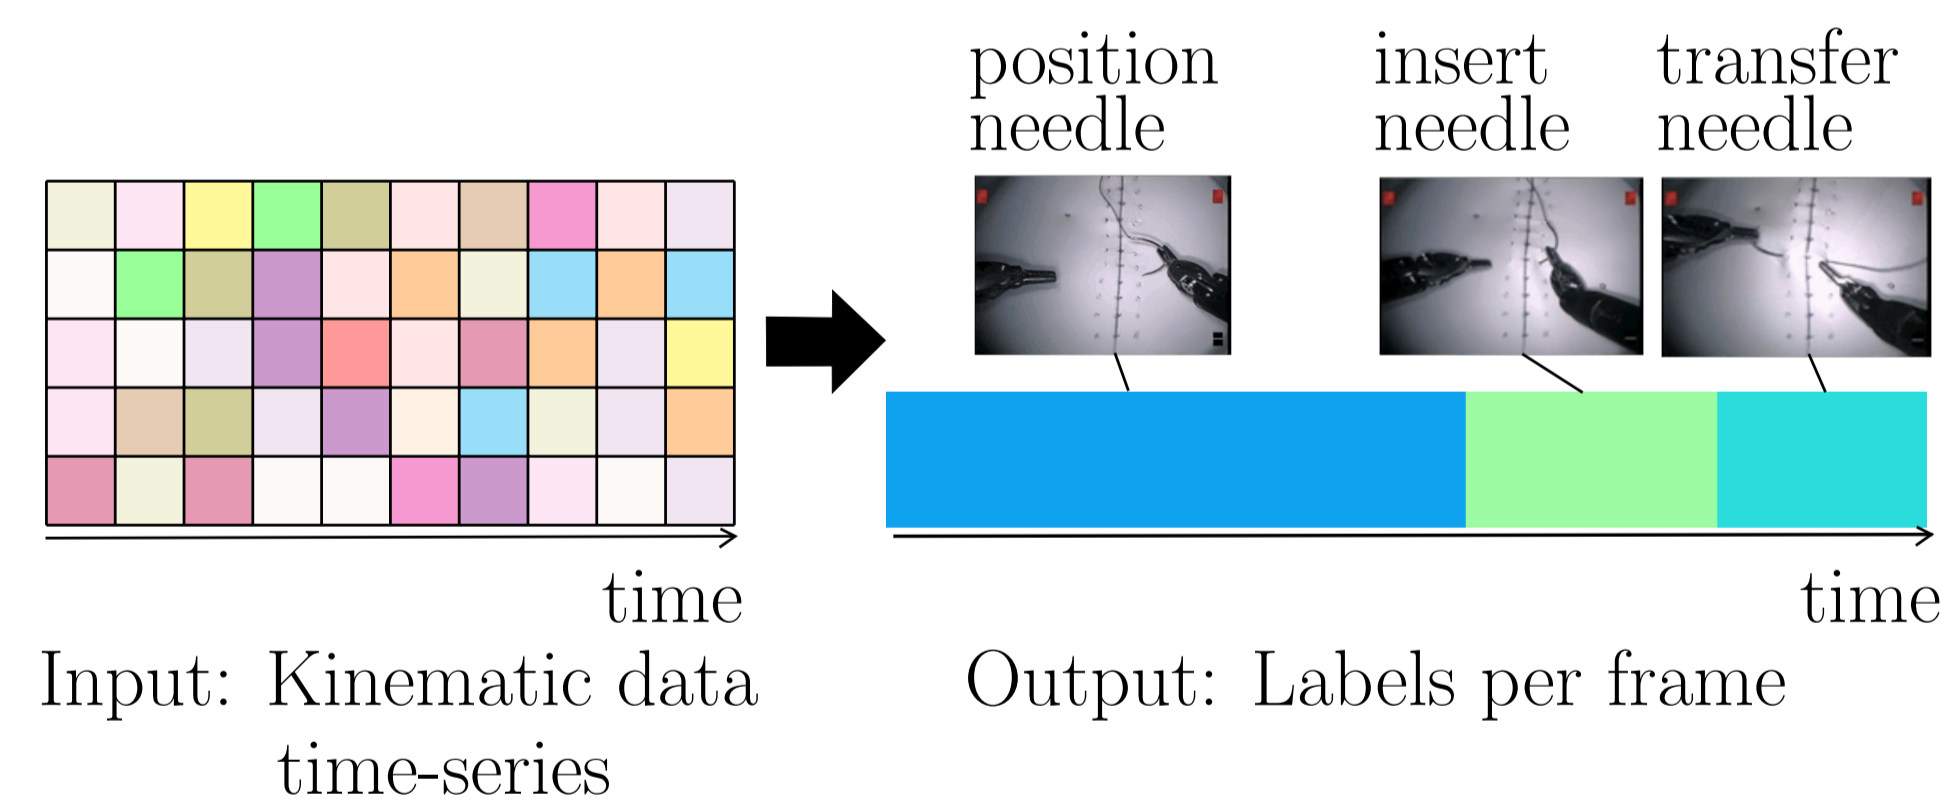 position
needle
insert
needle
transfer
needle
time
time
Input: Kinematic data
time-series
Output: Labels per frame